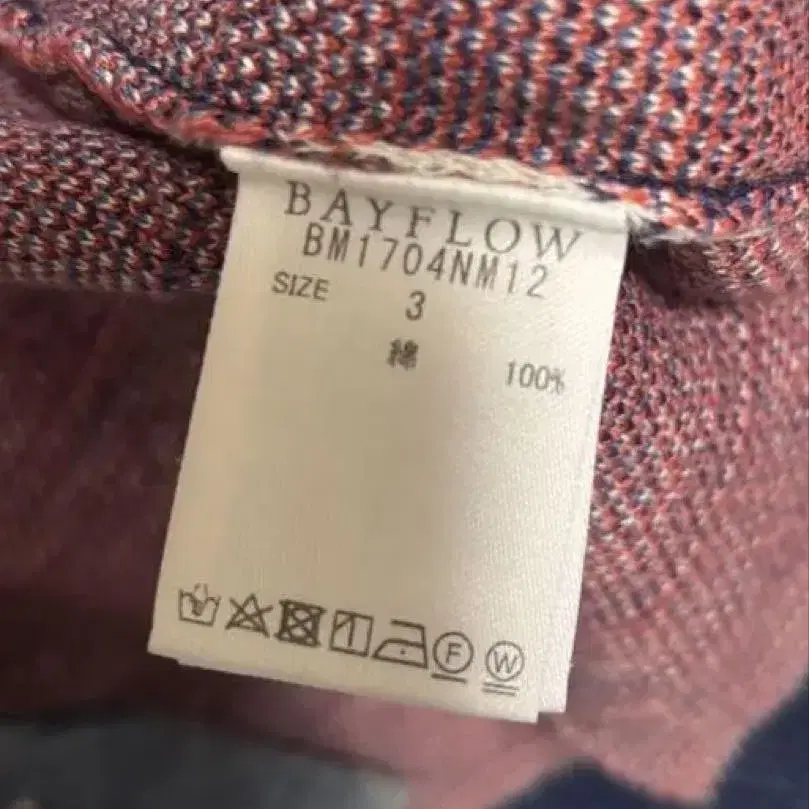 BAYFLOW
BM1704NM12
SIZE 3
綿 100%
F W